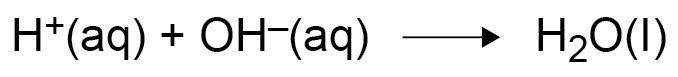 H⁺(aq) + OH⁻(aq) ⟶ H₂O(l)